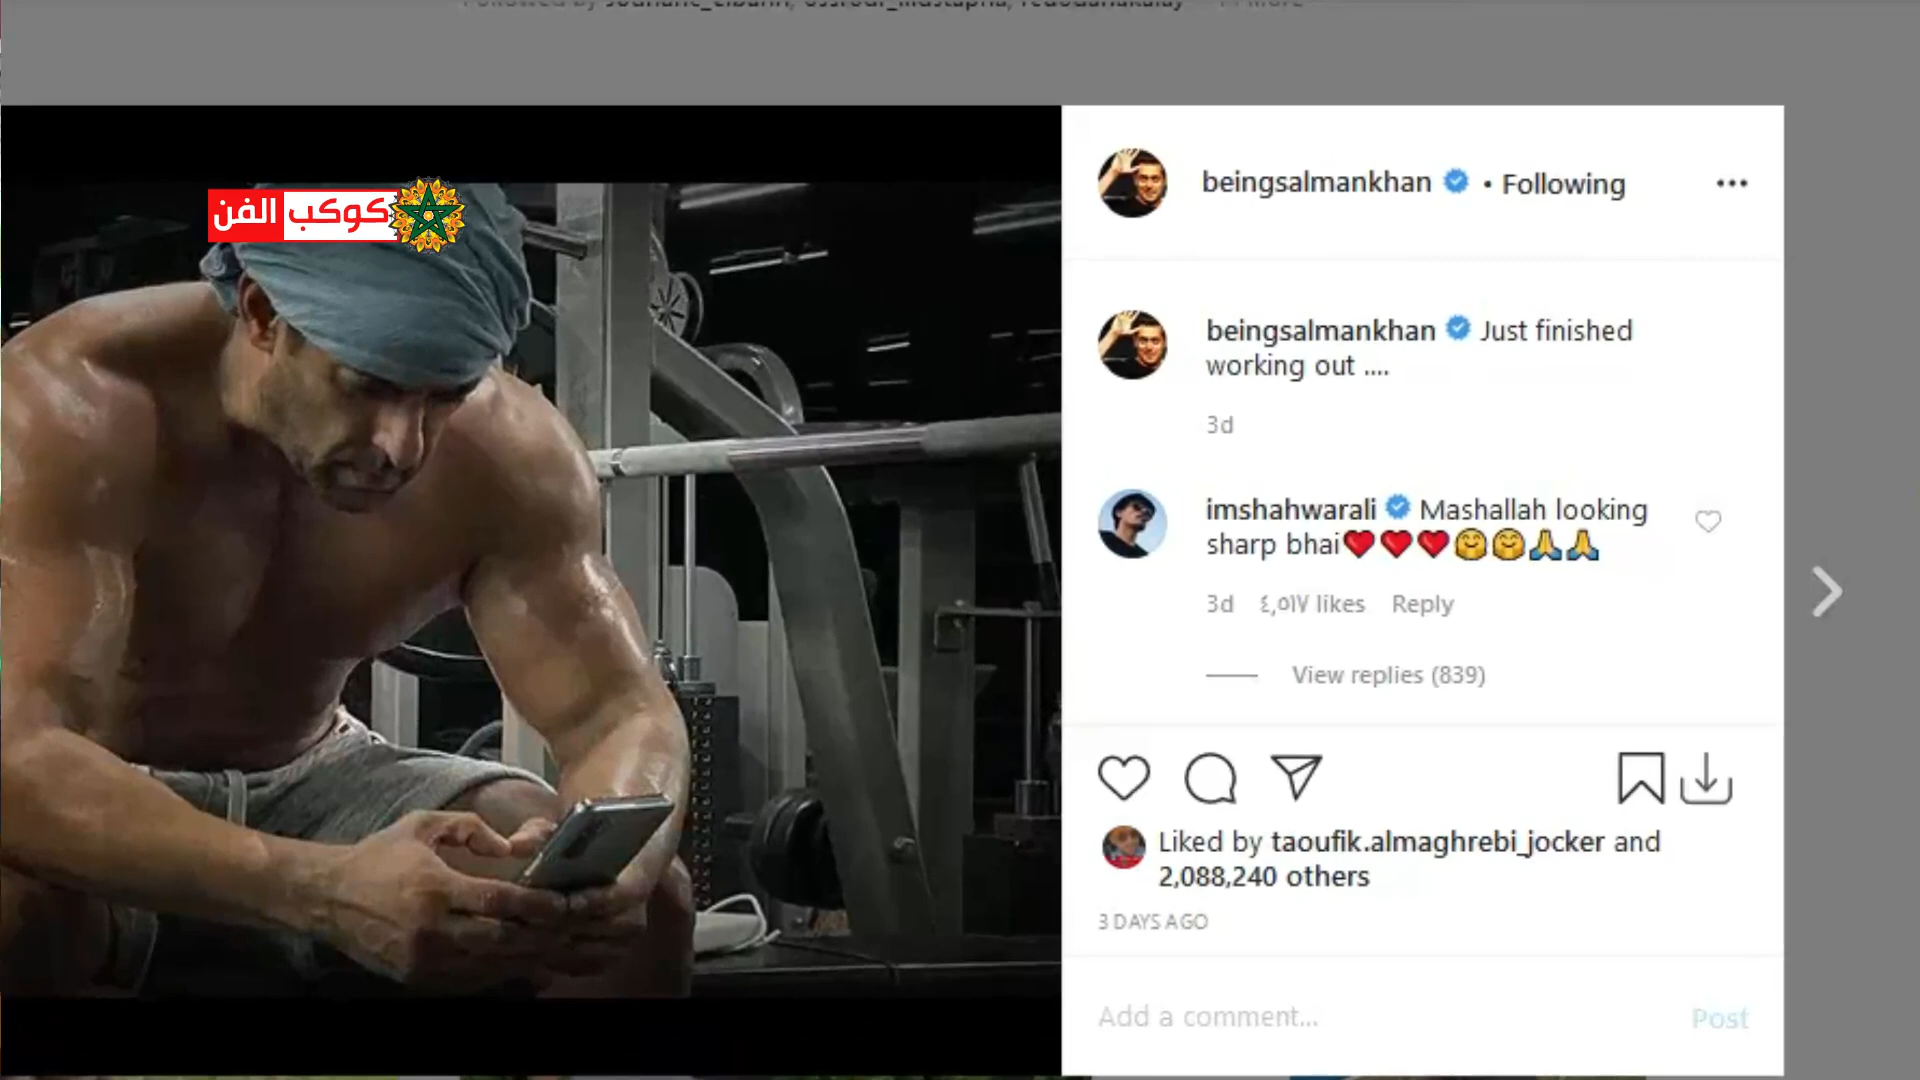 كوكب الفن
beingsalmankhan • Following
beingsalmankhan Just finished
working out ....
3d
imshahwarali Mashallah looking
sharp bhai❤️❤️❤️🤗🤗🙏🙏
3d ٤,٥١٧ likes Reply
View replies (839)
Liked by taoufik.almaghrebi_jocker and
2,088,240 others
3 DAYS AGO
Add a comment... Post